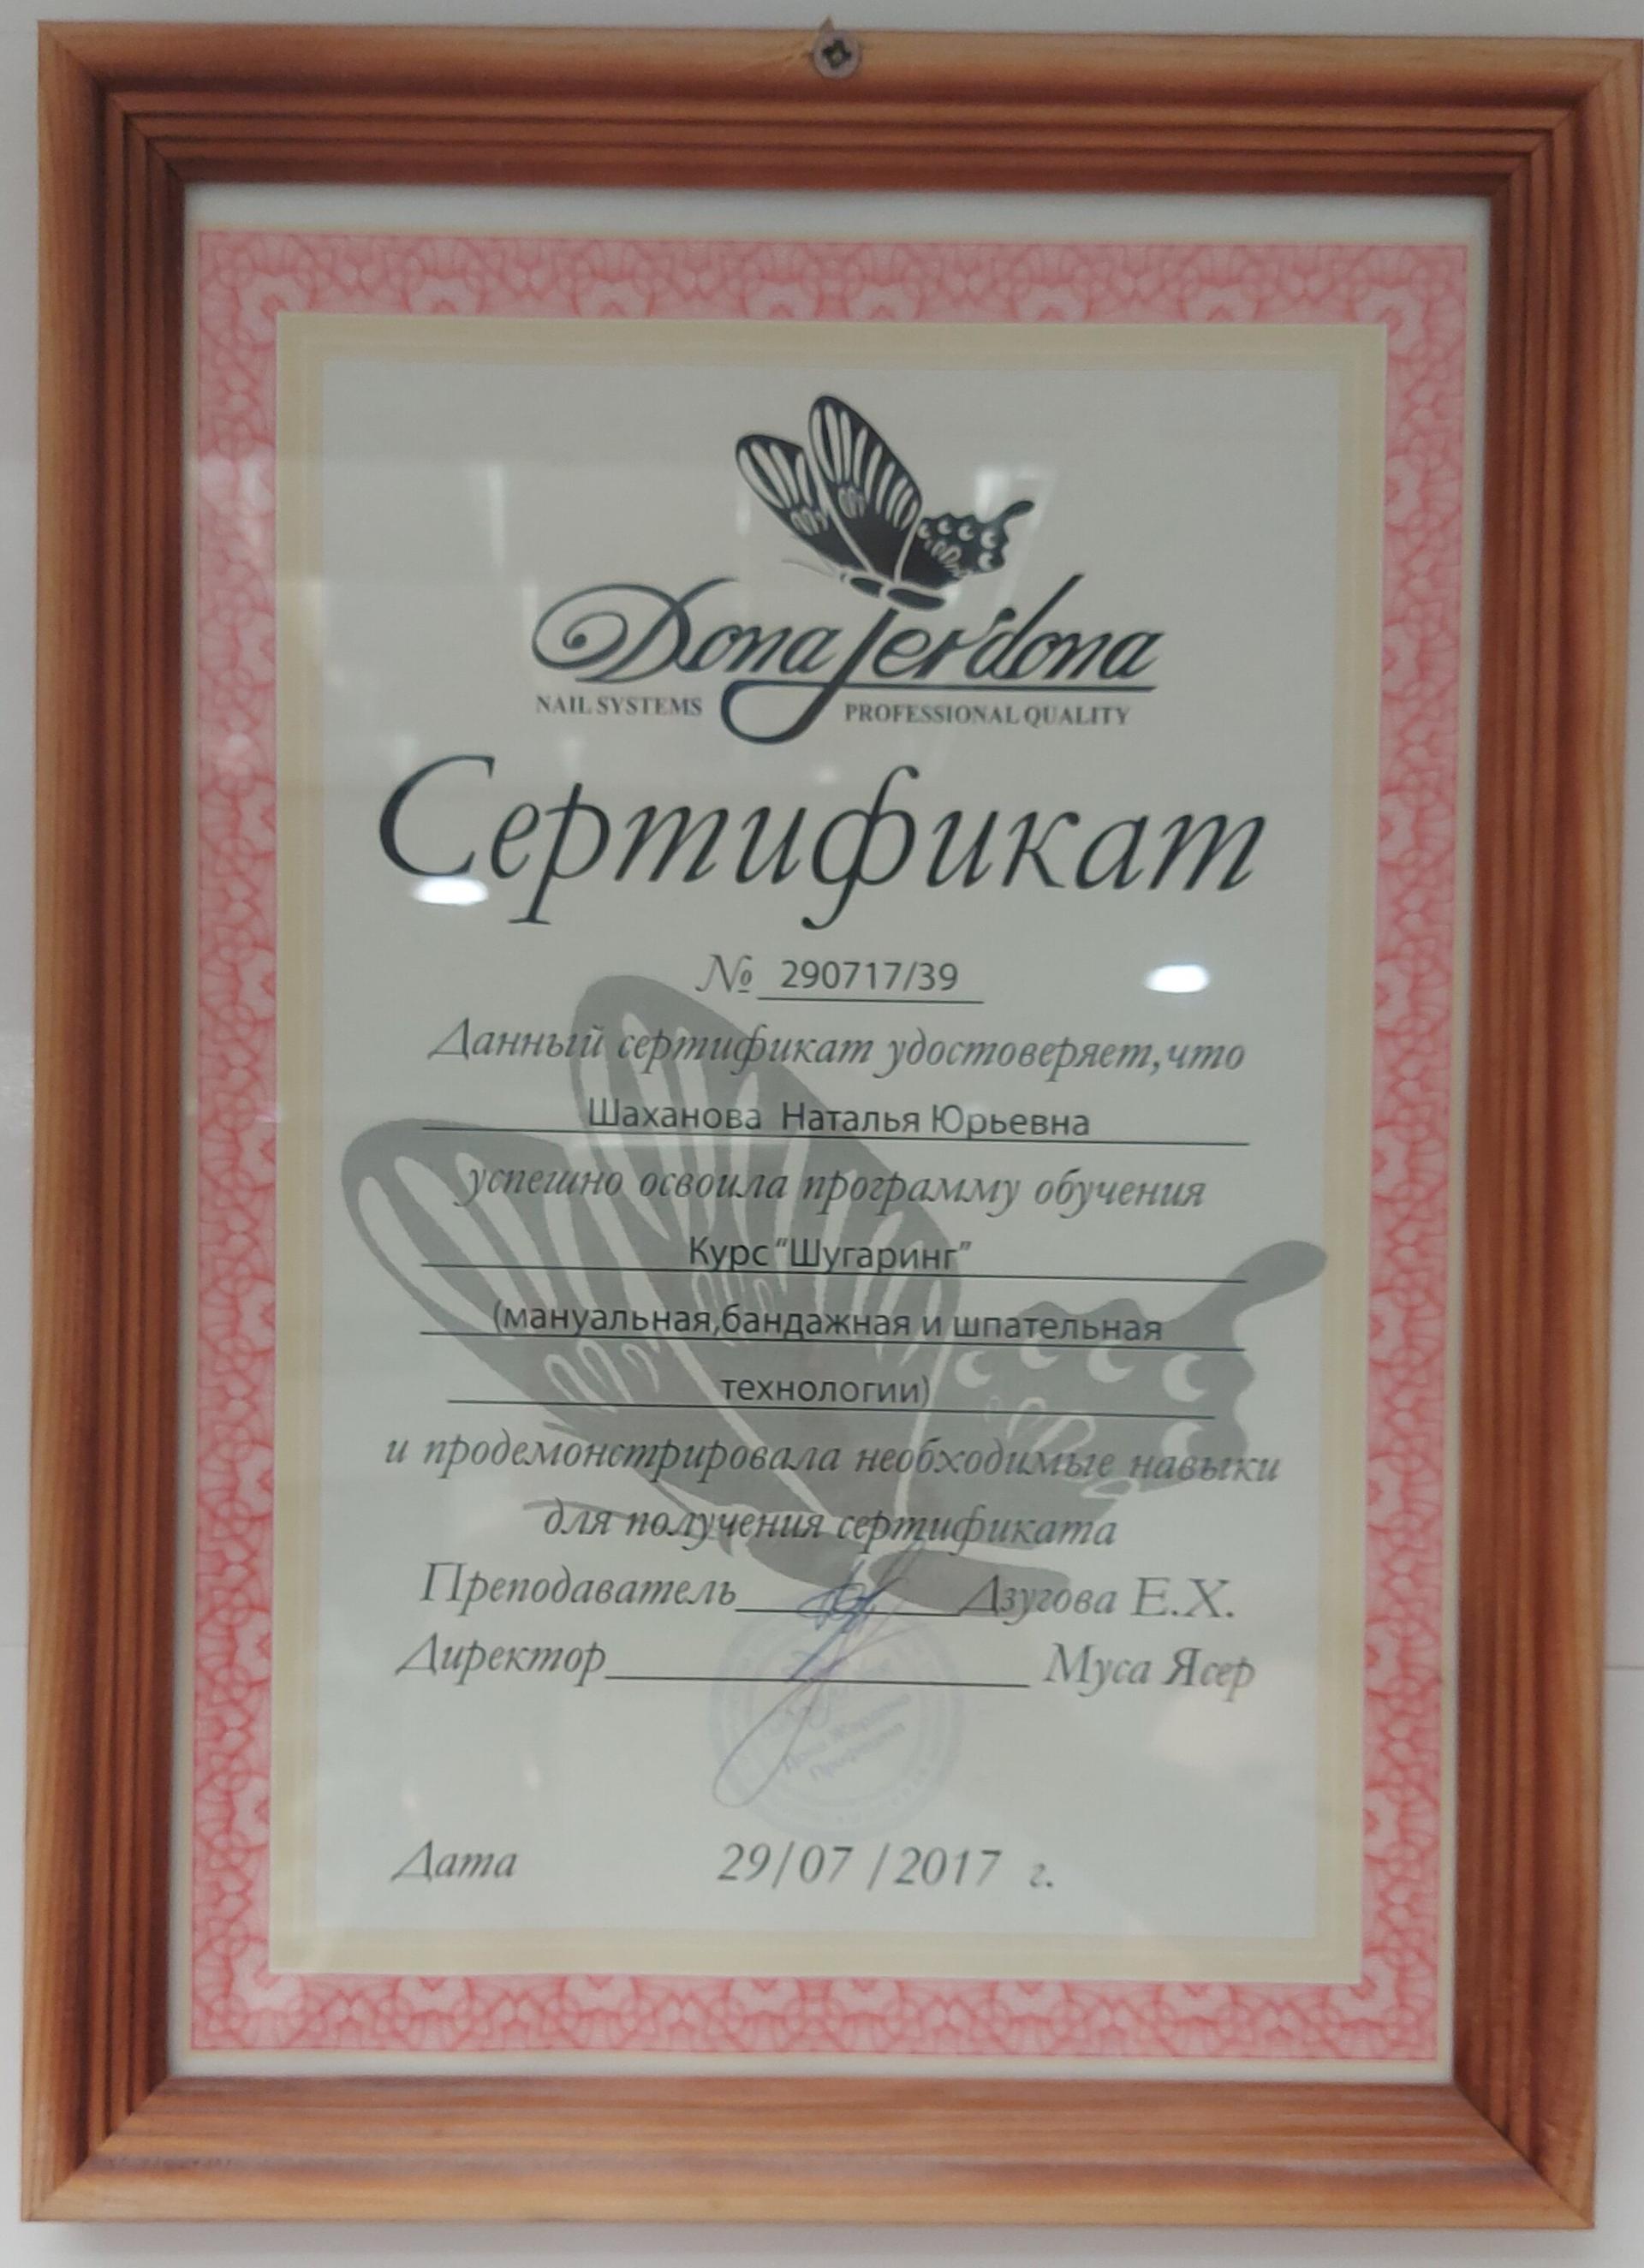 Dona Jerdona
NAIL SYSTEMS PROFESSIONAL QUALITY
Сертификат
№ 290717/39
Данный сертификат удостоверяет,что
Шаханова Наталья Юрьевна
успешно освоила программу обучения
Курс "Шугаринг"
(мануальная,бандажная и шпательная
технологии)
и продемонстрировала необходимые навыки
для получения сертификата
Преподаватель Дзугова Е.Х.
Директор Муса Ясер
Дата 29/07/2017 г.